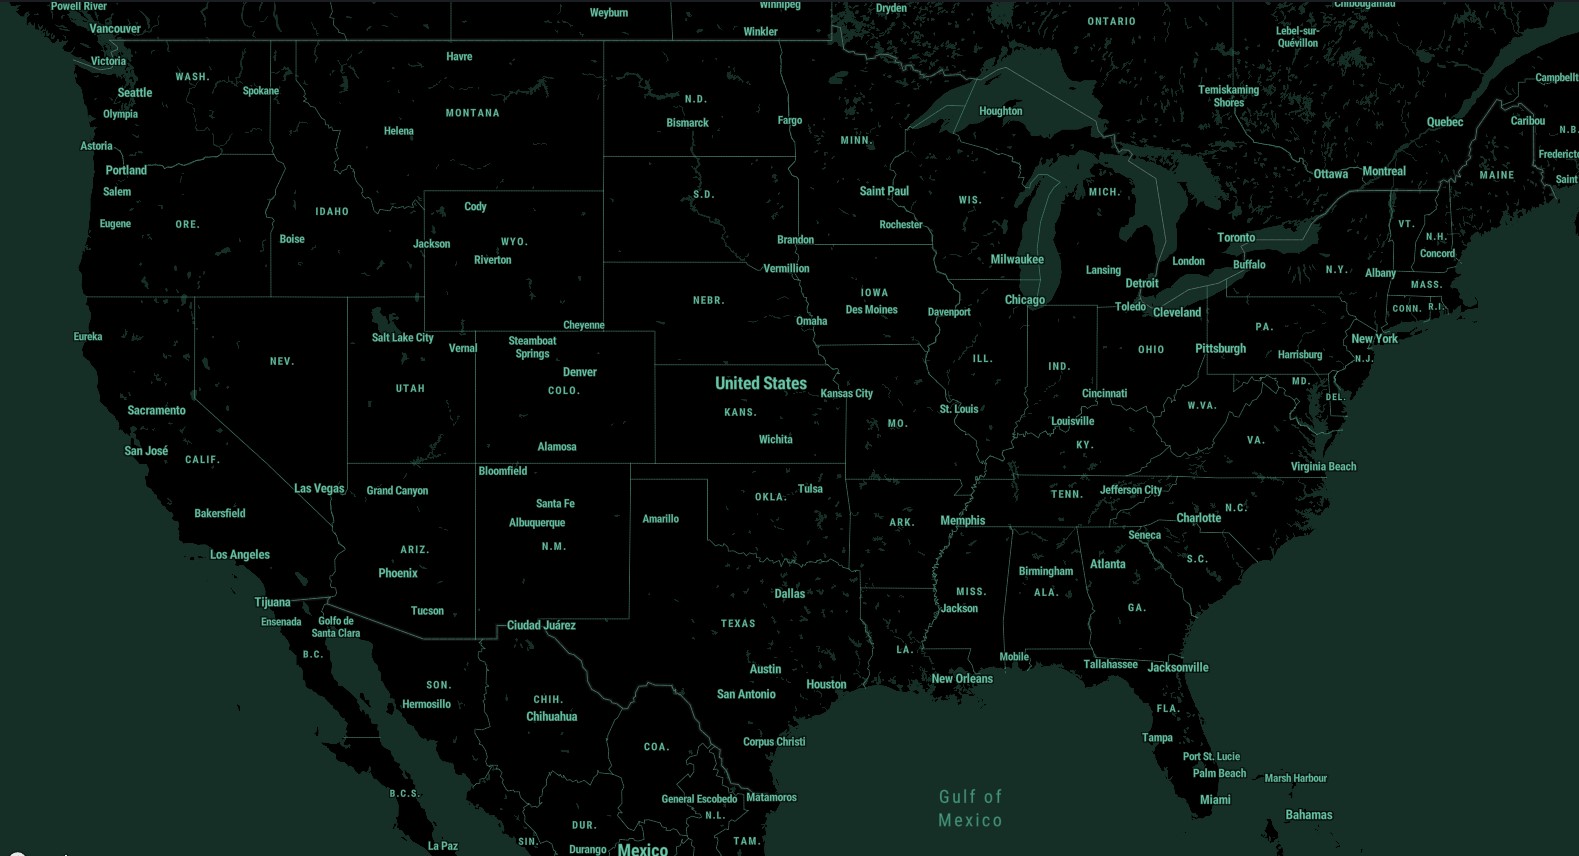 Powell River
Weyburn
Winnipeg
Dryden
Chibougamau
Vancouver
Winkler
ONTARIO
Lebel-sur-
Quévillon
Victoria
Havre
WASH.
Spokane
Seattle
Olympia
MONTANA
N.D.
Bismarck
Fargo
Houghton
Temiskaming
Shores
Campbellt
Quebec
Caribou
N.B.
Helena
MINN.
Astoria
Portland
Salem
Ottawa
Montreal
MAINE
Fredericto
Saint
Saint Paul
WIS.
MICH.
S.D.
Cody
IDAHO
Eugene
ORE.
Boise
Rochester
VT.
N.H.
Concord
Jackson
WYO.
Riverton
Brandon
Toronto
Milwaukee
Vermillion
Lansing
London
Buffalo
N.Y.
Albany
MASS.
Detroit
Chicago
NEBR.
IOWA
Des Moines
Davenport
Toledo
Cleveland
CONN.
R.I.
Omaha
Cheyenne
Eureka
Salt Lake City
Vernal
Steamboat
Springs
PA.
New York
NEV.
ILL.
IND.
OHIO
Pittsburgh
Harrisburg
N.J.
Denver
COLO.
UTAH
United States
Kansas City
Cincinnati
MD.
DEL.
W.VA.
Sacramento
KANS.
St. Louis
MO.
Louisville
San José
CALIF.
Alamosa
Wichita
KY.
VA.
Bloomfield
Virginia Beach
Las Vegas
Grand Canyon
Tulsa
OKLA.
TENN.
Jefferson City
Santa Fe
Bakersfield
Albuquerque
Amarillo
ARK.
Memphis
Charlotte
N.C.
Seneca
Los Angeles
ARIZ.
N.M.
S.C.
Phoenix
Birmingham
Atlanta
Dallas
MISS.
ALA.
GA.
Tijuana
Tucson
Jackson
Ensenada
Golfo de
Santa Clara
Ciudad Juárez
TEXAS
B.C.
LA.
Mobile
Tallahassee
Jacksonville
Austin
New Orleans
SON.
Houston
San Antonio
Hermosillo
CHIH.
Chihuahua
FLA.
COA.
Corpus Christi
Tampa
Port St. Lucie
Palm Beach
Marsh Harbour
B.C.S.
General Escobedo
Matamoros
Gulf of
Mexico
Miami
N.L.
Bahamas
DUR.
SIN.
TAM.
La Paz
Durango
Mexico